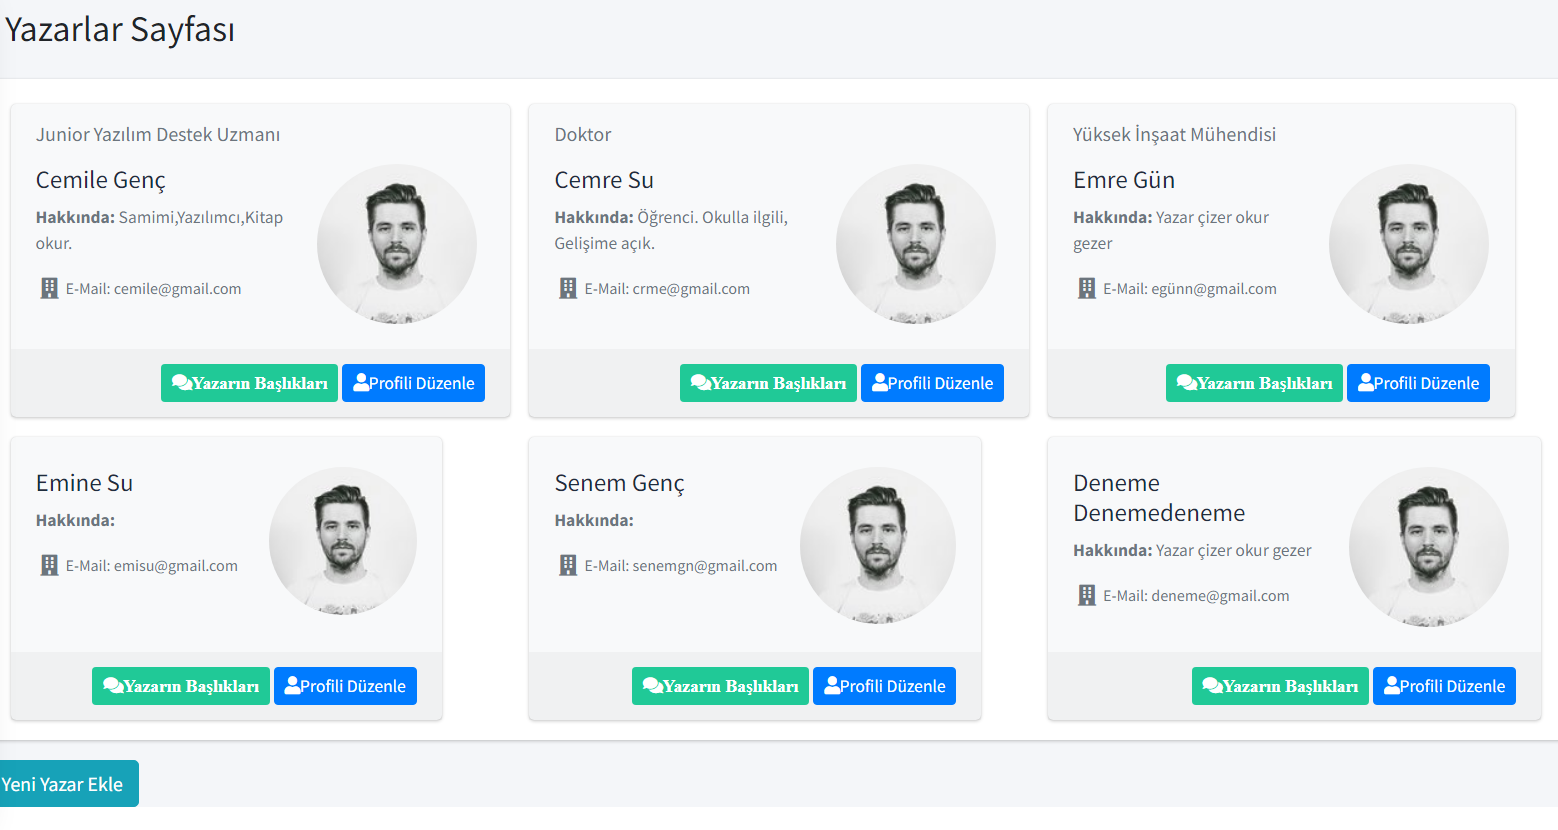 Yazarlar Sayfası
Junior Yazılım Destek Uzmanı
Cemile Genç
Hakkında: Samimi,Yazılımcı,Kitap
okur.
E-Mail: cemile@gmail.com
Yazarın Başlıkları
Profili Düzenle
Doktor
Cemre Su
Hakkında: Öğrenci. Okulla ilgili,
Gelişime açık.
E-Mail: crme@gmail.com
Yazarın Başlıkları
Profili Düzenle
Yüksek İnşaat Mühendisi
Emre Gün
Hakkında: Yazar çizer okur
gezer
E-Mail: egünn@gmail.com
Yazarın Başlıkları
Profili Düzenle
Emine Su
Hakkında:
E-Mail: emisu@gmail.com
Yazarın Başlıkları
Profili Düzenle
Senem Genç
Hakkında:
E-Mail: senemgn@gmail.com
Yazarın Başlıkları
Profili Düzenle
Deneme
Denemedeneme
Hakkında: Yazar çizer okur gezer
E-Mail: deneme@gmail.com
Yazarın Başlıkları
Profili Düzenle
Yeni Yazar Ekle